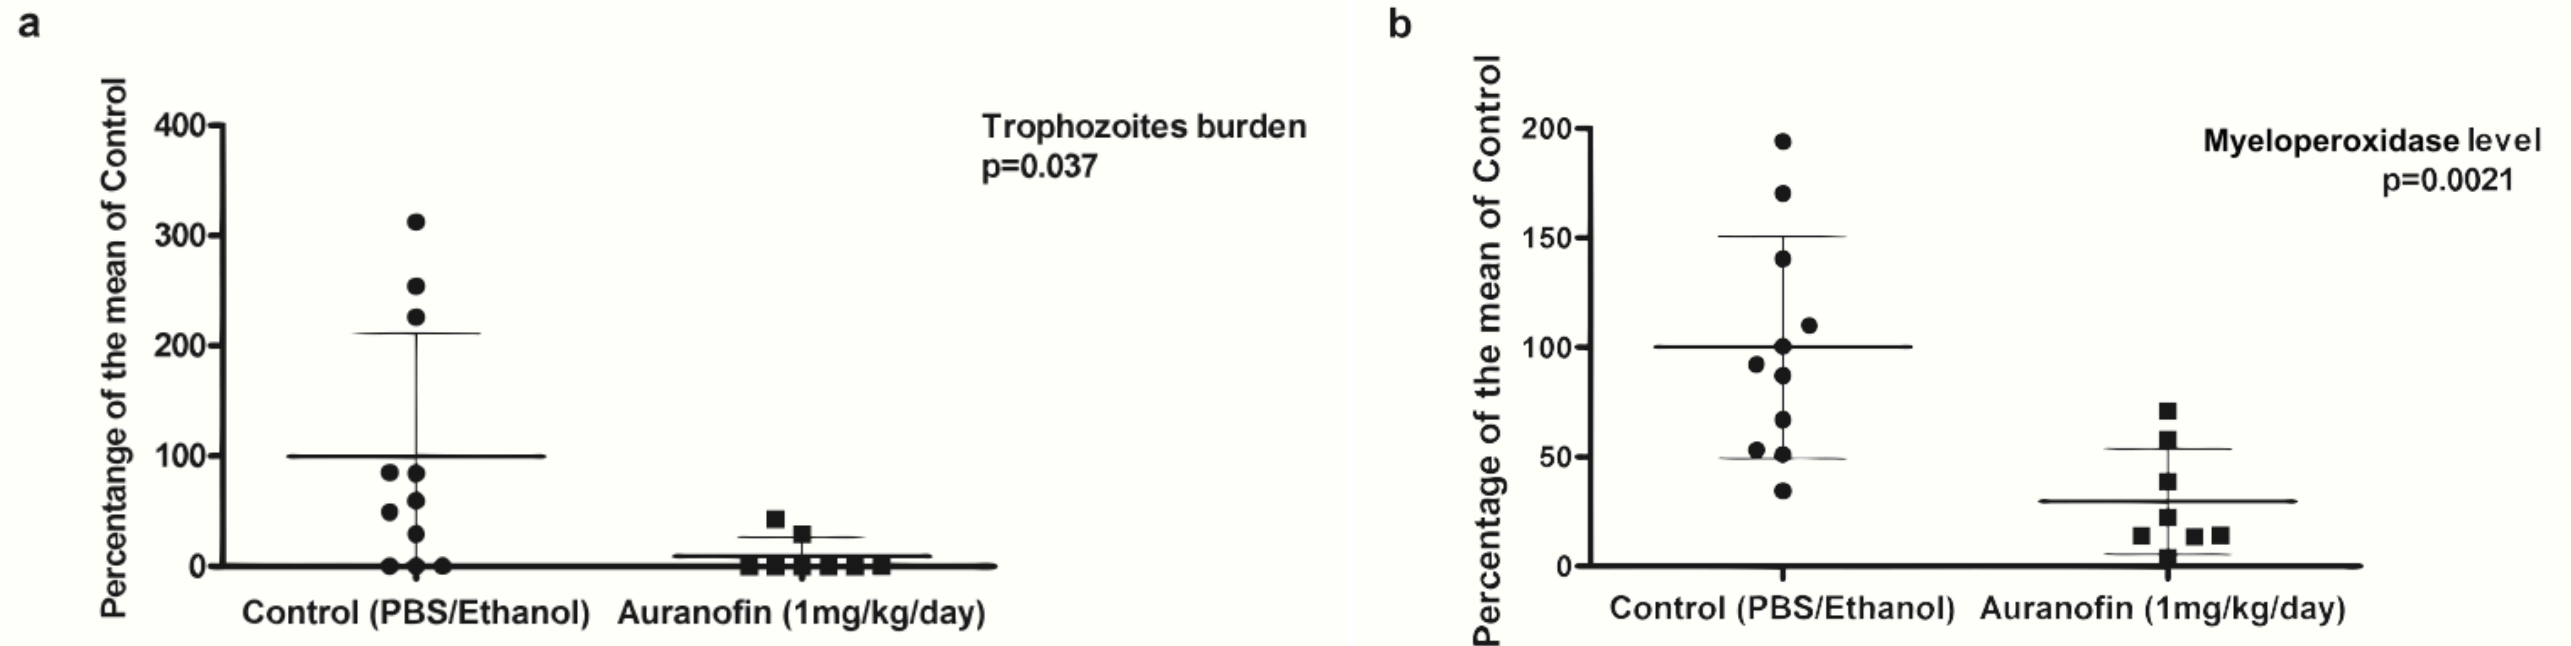 a
Percentange of the mean of Control
400
300
200
100
0
Trophozoites burden
p=0.037
Control (PBS/Ethanol)
Auranofin (1mg/kg/day)
b
Percentage of the mean of Control
200
150
100
50
0
Myeloperoxidase level
p=0.0021
Control (PBS/Ethanol)
Auranofin (1mg/kg/day)